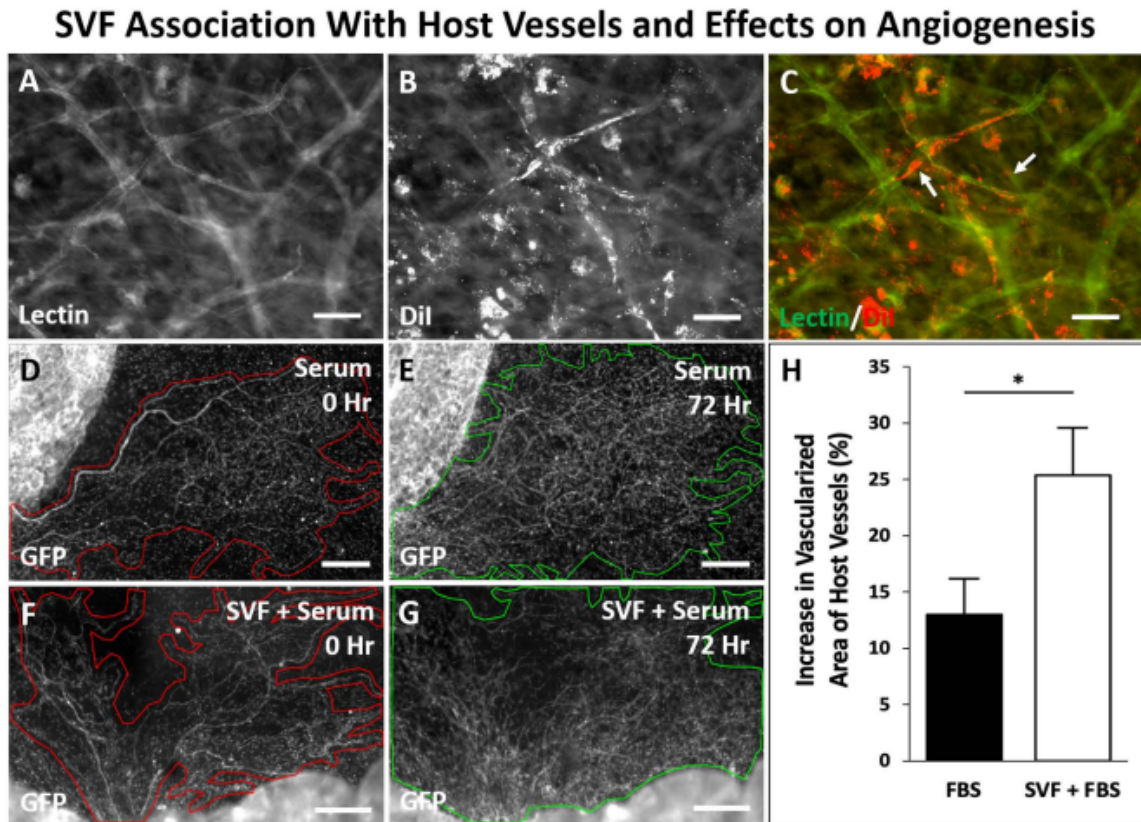 SVF Association With Host Vessels and Effects on Angiogenesis
A
Lectin
B
DiI
C
Lectin/DiI
D
Serum
0 Hr
GFP
E
Serum
72 Hr
GFP
F
SVF + Serum
0 Hr
GFP
G
SVF + Serum
72 Hr
GFP
H
Increase in Vascularized
Area of Host Vessels (%)
35
30
25
20
15
10
5
0
*
FBS
SVF + FBS